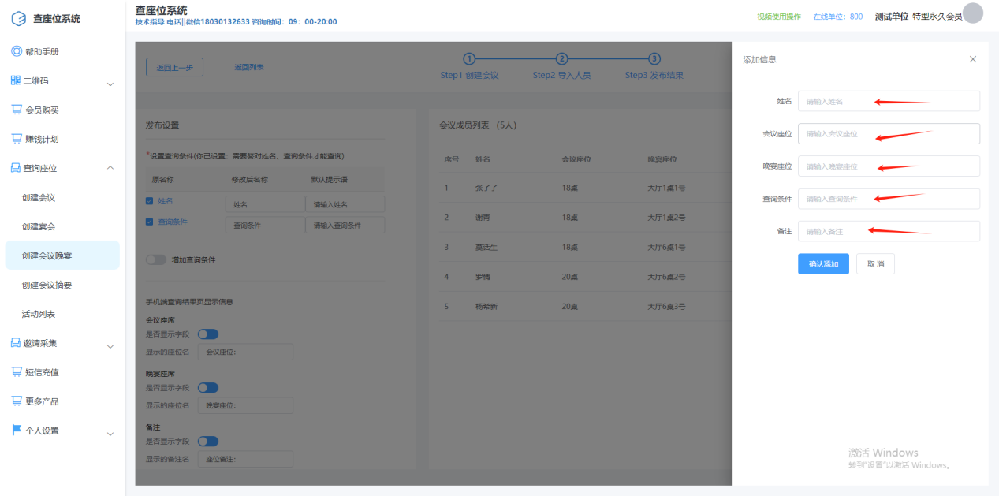 查座位系统
帮助手册
二维码
会员购买
赚钱计划
查询座位
创建会议
创建宴会
创建会议晚宴
创建会议摘要
活动列表
邀请采集
短信充值
更多产品
个人设置
查座位系统
技术指导 电话||微信18030132633 咨询时间：09：00-20:00
视频使用操作 在线单位：800 测试单位 特型永久会员
返回上一步 返回列表
1 2 3
Step1 创建会议 Step2 导入人员 Step3 发布结果
发布设置
*设置查询条件(你已设置：需要答对姓名、查询条件才能查询)
原名称 修改后名称 默认提示语
姓名 姓名 请输入姓名
查询条件 查询条件 请输入查询条件
增加查询条件
手机端查询结果页显示信息
会议座席
是否显示字段
显示的座位名 会议座位:
晚宴座席
是否显示字段
显示的座位名 晚宴座位:
备注
是否显示字段
显示的备注名 座位备注:
会议成员列表 （5人）
序号 姓名 会议座位 晚宴座位
1 张了了 18桌 大厅1桌1号
2 谢霄 18桌 大厅1桌2号
3 莫话生 18桌 大厅6桌1号
4 罗情 20桌 大厅6桌2号
5 杨希新 20桌 大厅6桌3号
添加信息
姓名 请输入姓名
会议座位 请输入会议座位
晚宴座位 请输入晚宴座位
查询条件 请输入查询条件
备注 请输入备注
确认添加 取 消
激活 Windows
转到"设置"以激活 Windows。